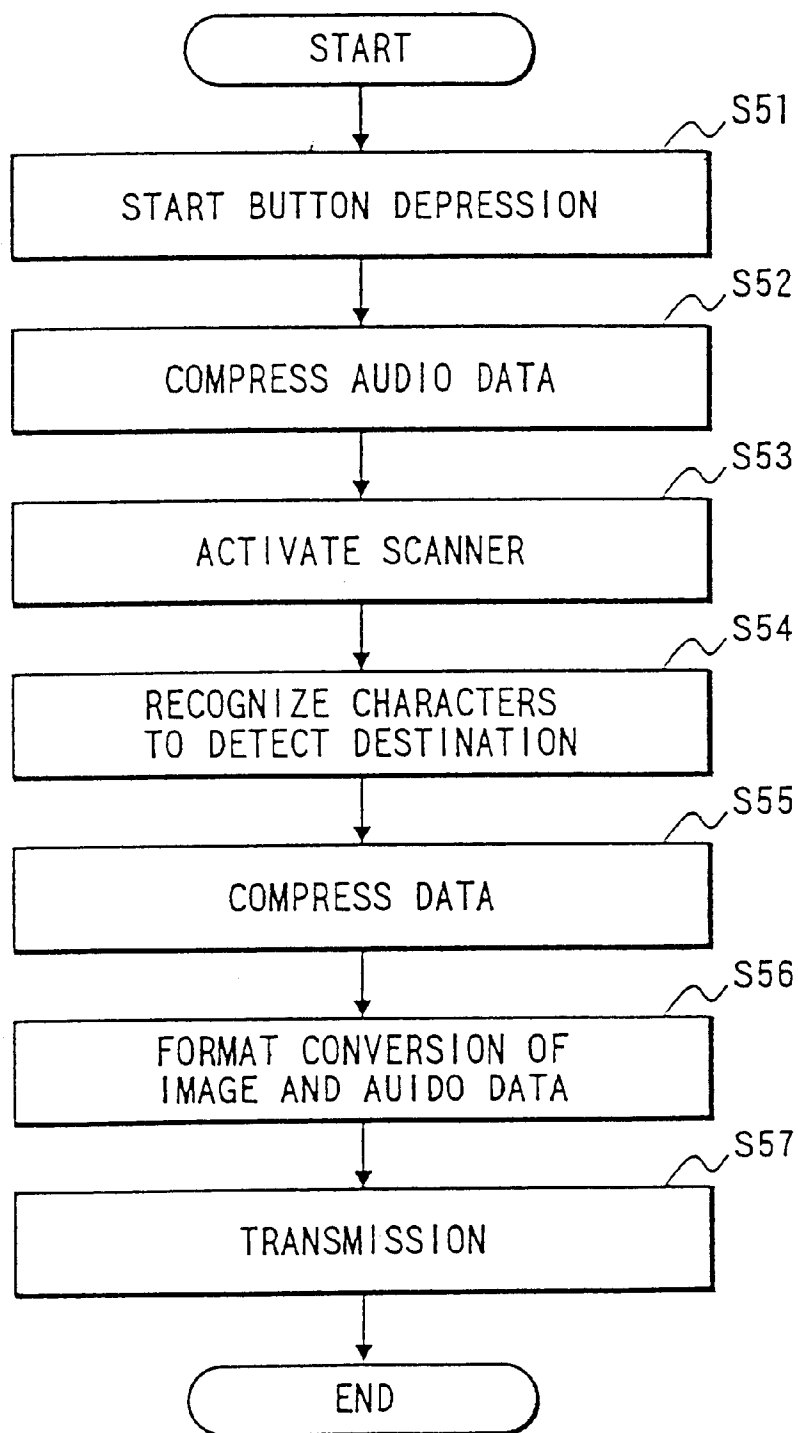 START
S51
START BUTTON DEPRESSION
S52
COMPRESS AUDIO DATA
S53
ACTIVATE SCANNER
S54
RECOGNIZE CHARACTERS
TO DETECT DESTINATION
S55
COMPRESS DATA
S56
FORMAT CONVERSION OF
IMAGE AND AUIDO DATA
S57
TRANSMISSION
END